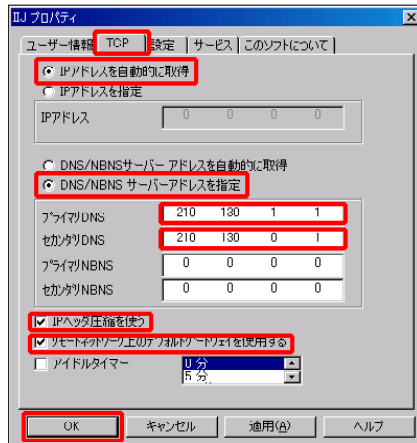 IIJ プロパティ
ユーザー情報 TCP 設定 サービス このソフトについて
IPアドレスを自動的に取得
IPアドレスを指定
IPアドレス 0 0 0 0
DNS/NBNSサーバー アドレスを自動的に取得
DNS/NBNS サーバーアドレスを指定
プライマリDNS 210 130 1 1
セカンダリDNS 210 130 0 1
プライマリNBNS 0 0 0 0
セカンダリNBNS 0 0 0 0
IPヘッダ圧縮を使う
リモートネットワーク上のデフォルトゲートウェイを使用する
アイドルタイマー 0 分
5 分
OK キャンセル 適用(A) ヘルプ